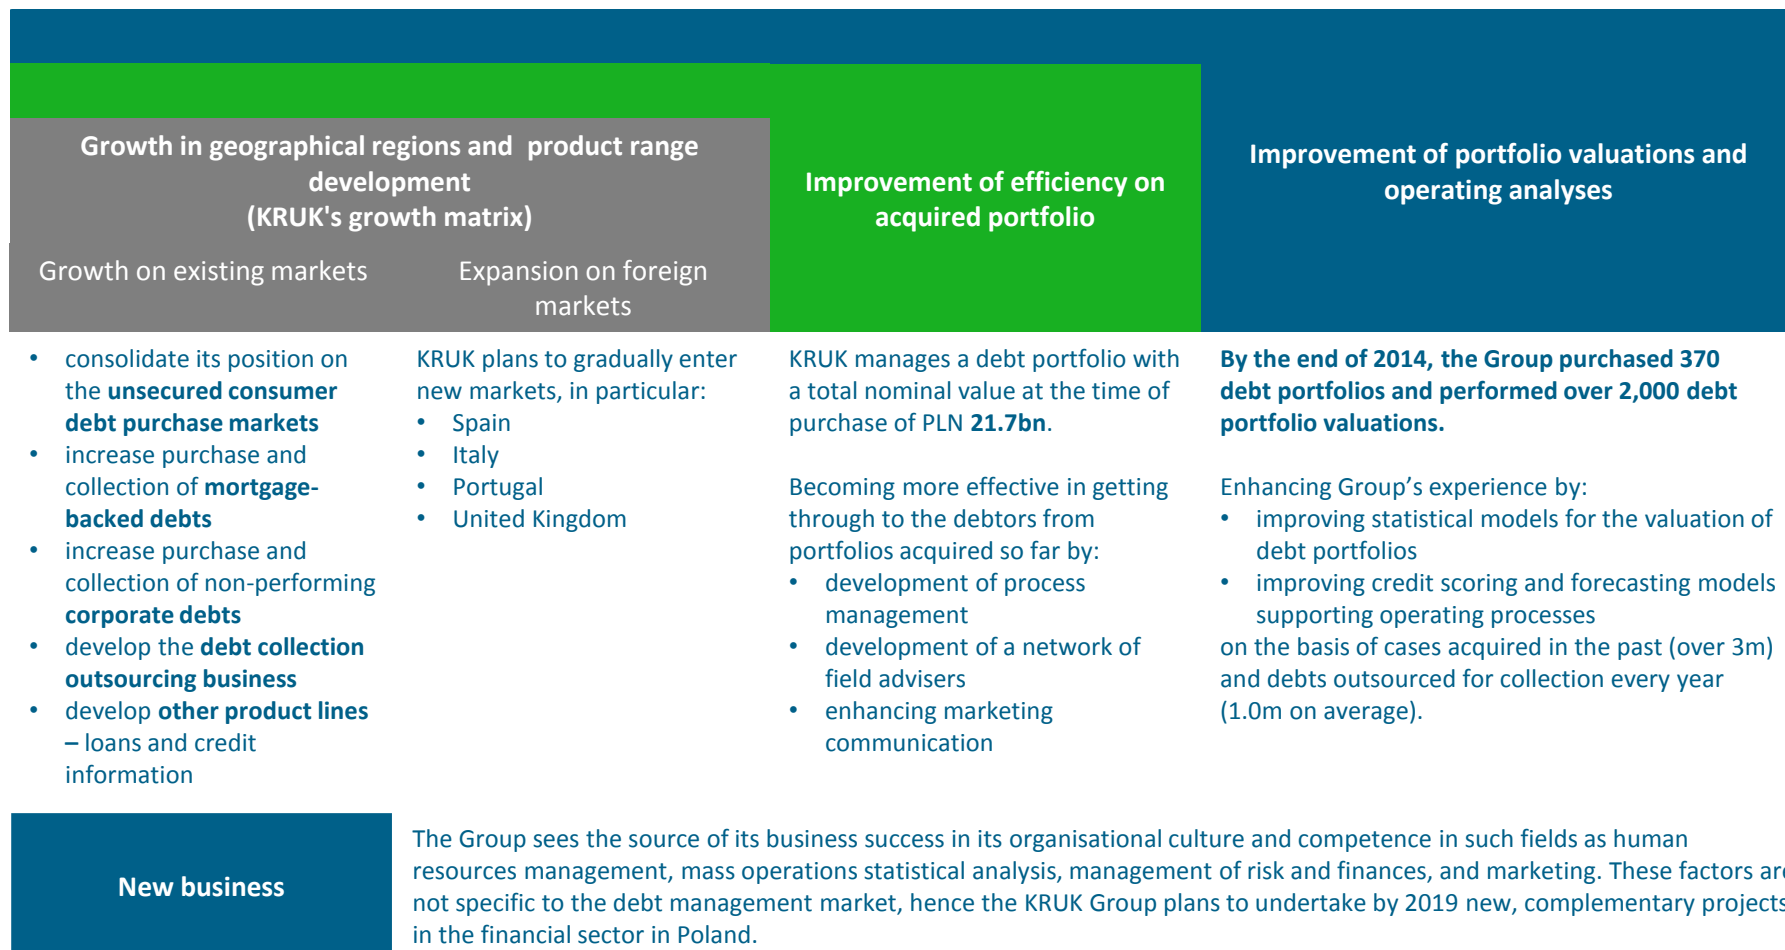 Growth in geographical regions and product range
development
(KRUK's growth matrix)
Growth on existing markets
Expansion on foreign
markets
Improvement of efficiency on
acquired portfolio
Improvement of portfolio valuations and
operating analyses
• consolidate its position on
the unsecured consumer
debt purchase markets
• increase purchase and
collection of mortgage-
backed debts
• increase purchase and
collection of non-performing
corporate debts
• develop the debt collection
outsourcing business
• develop other product lines
– loans and credit
information
KRUK plans to gradually enter
new markets, in particular:
• Spain
• Italy
• Portugal
• United Kingdom
KRUK manages a debt portfolio with
a total nominal value at the time of
purchase of PLN 21.7bn.
Becoming more effective in getting
through to the debtors from
portfolios acquired so far by:
• development of process
management
• development of a network of
field advisers
• enhancing marketing
communication
By the end of 2014, the Group purchased 370
debt portfolios and performed over 2,000 debt
portfolio valuations.
Enhancing Group’s experience by:
• improving statistical models for the valuation of
debt portfolios
• improving credit scoring and forecasting models
supporting operating processes
on the basis of cases acquired in the past (over 3m)
and debts outsourced for collection every year
(1.0m on average).
New business
The Group sees the source of its business success in its organisational culture and competence in such fields as human
resources management, mass operations statistical analysis, management of risk and finances, and marketing. These factors are
not specific to the debt management market, hence the KRUK Group plans to undertake by 2019 new, complementary projects
in the financial sector in Poland.